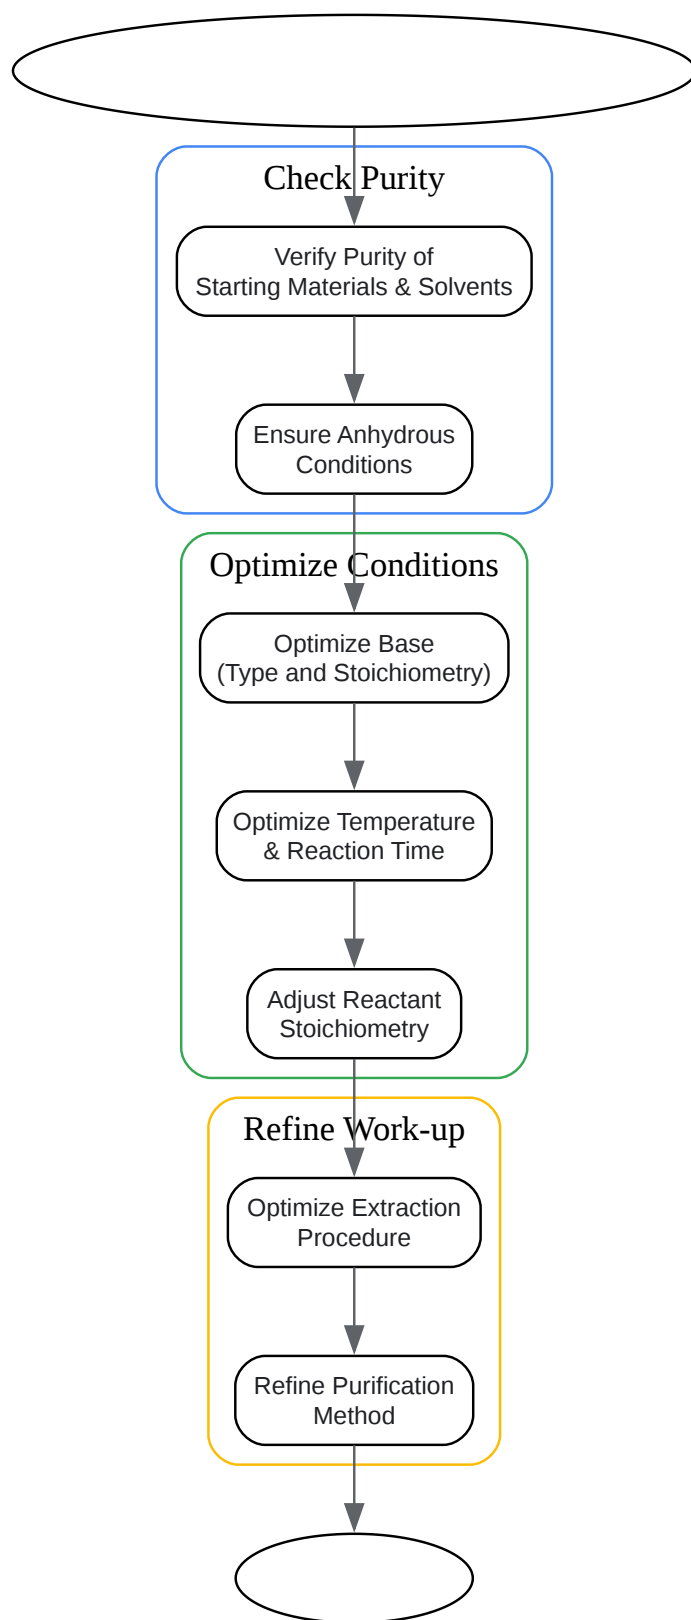 Check Purity
Verify Purity of
Starting Materials & Solvents
Ensure Anhydrous
Conditions
Optimize Conditions
Optimize Base
(Type and Stoichiometry)
Optimize Temperature
& Reaction Time
Adjust Reactant
Stoichiometry
Refine Work-up
Optimize Extraction
Procedure
Refine Purification
Method